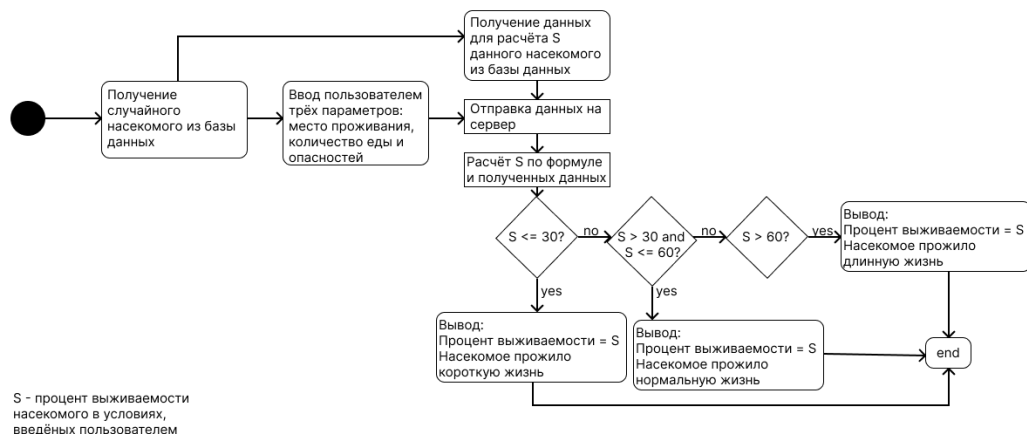 Получение данных
для расчёта S
данного насекомого
из базы данных
Получение
случайного
насекомого из базы
данных
Ввод пользователем
трёх параметров:
место проживания,
количество еды и
опасностей
Отправка данных на
сервер
Расчёт S по формуле
и полученных данных
S <= 30?
no
S > 30 and
S <= 60?
no
S > 60?
yes
Вывод:
Процент выживаемости = S
Насекомое прожило
длинную жизнь
yes
yes
Вывод:
Процент выживаемости = S
Насекомое прожило
короткую жизнь
Вывод:
Процент выживаемости = S
Насекомое прожило
нормальную жизнь
end
S - процент выживаемости
насекомого в условиях,
введёных пользователем